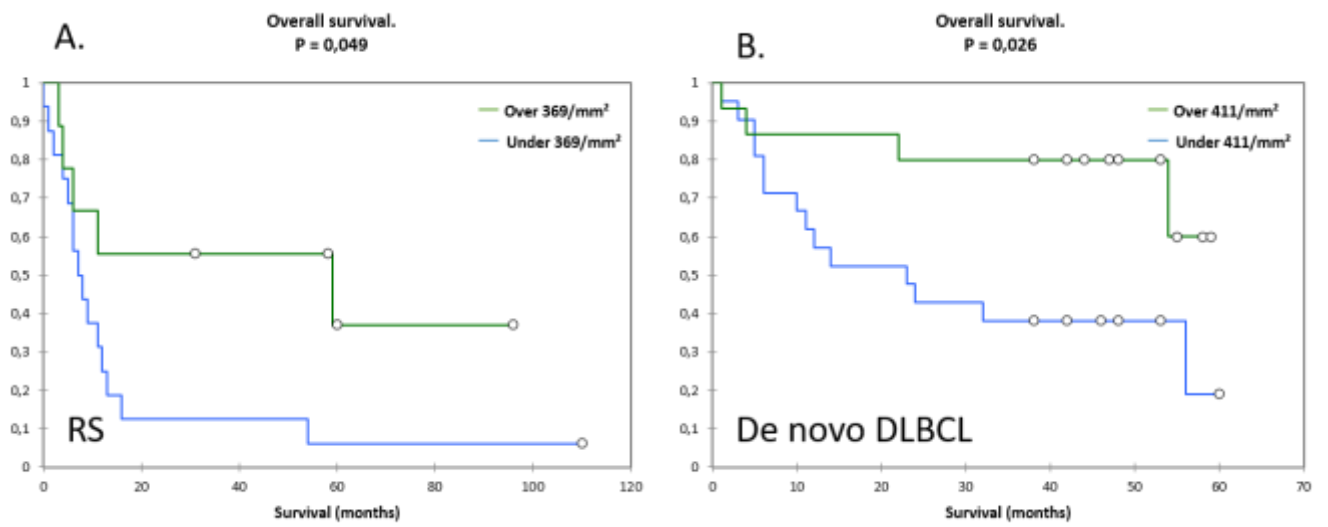 A.
Overall survival.
P = 0,049
1
0,9
0,8
0,7
0,6
0,5
0,4
0,3
0,2
0,1
0
Over 369/mm²
Under 369/mm²
RS
0 20 40 60 80 100 120
Survival (months)
B.
Overall survival.
P = 0,026
1
0,9
0,8
0,7
0,6
0,5
0,4
0,3
0,2
0,1
0
Over 411/mm²
Under 411/mm²
De novo DLBCL
0 10 20 30 40 50 60 70
Survival (months)